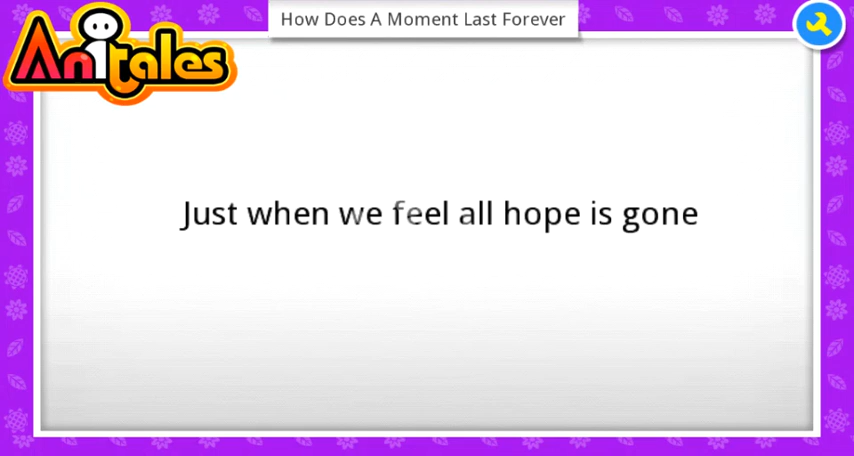 How Does A Moment Last Forever
Anitales
Just when we feel all hope is gone